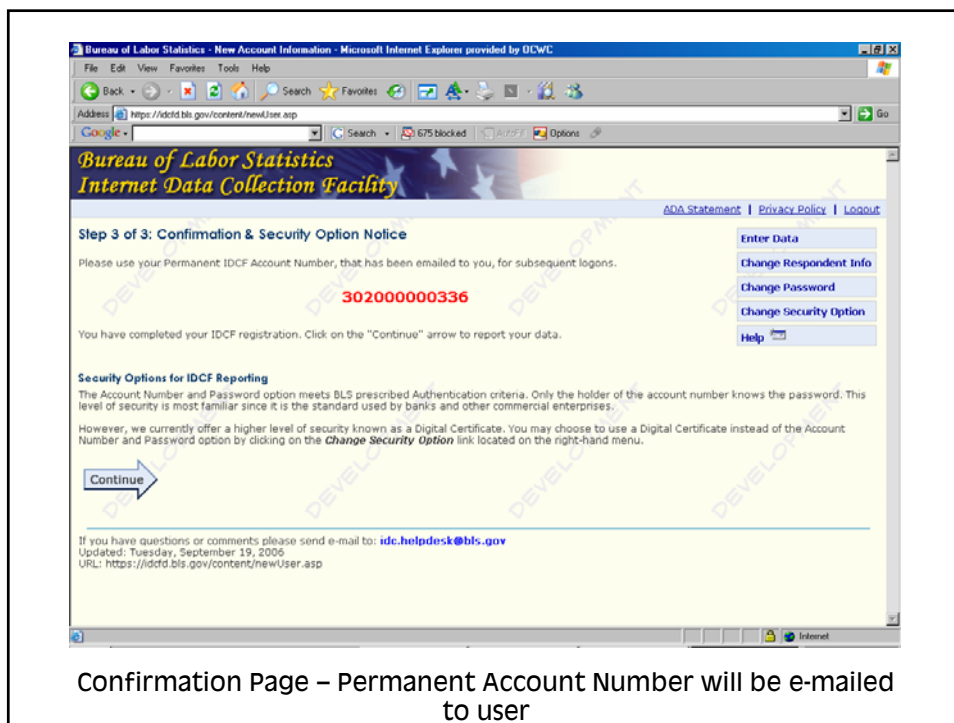 Bureau of Labor Statistics - New Account Information - Microsoft Internet Explorer provided by DCWC
File Edit View Favorites Tools Help
Back Search Favorites
Address https://idcfd.bls.gov/content/newUser.asp Go
Google Search 675 blocked AutoFill Options
Bureau of Labor Statistics
Internet Data Collection Facility
ADA Statement | Privacy Policy | Logout
Step 3 of 3: Confirmation & Security Option Notice
Please use your Permanent IDCF Account Number, that has been emailed to you, for subsequent logons.
302000000336
You have completed your IDCF registration. Click on the "Continue" arrow to report your data.
Enter Data
Change Respondent Info
Change Password
Change Security Option
Help
Security Options for IDCF Reporting
The Account Number and Password option meets BLS prescribed Authentication criteria. Only the holder of the account number knows the password. This
level of security is most familiar since it is the standard used by banks and other commercial enterprises.
However, we currently offer a higher level of security known as a Digital Certificate. You may choose to use a Digital Certificate instead of the Account
Number and Password option by clicking on the Change Security Option link located on the right-hand menu.
Continue
If you have questions or comments please send e-mail to: idc.helpdesk@bls.gov
Updated: Tuesday, September 19, 2006
URL: https://idcfd.bls.gov/content/newUser.asp
DEVELOPMENT
DEVELOPMENT
DEVELOPMENT
DEVELOPMENT
DEVELOPMENT
DEVELOPMENT
DEVELOPMENT
DEVELOPMENT
Internet
Confirmation Page – Permanent Account Number will be e-mailed
to user